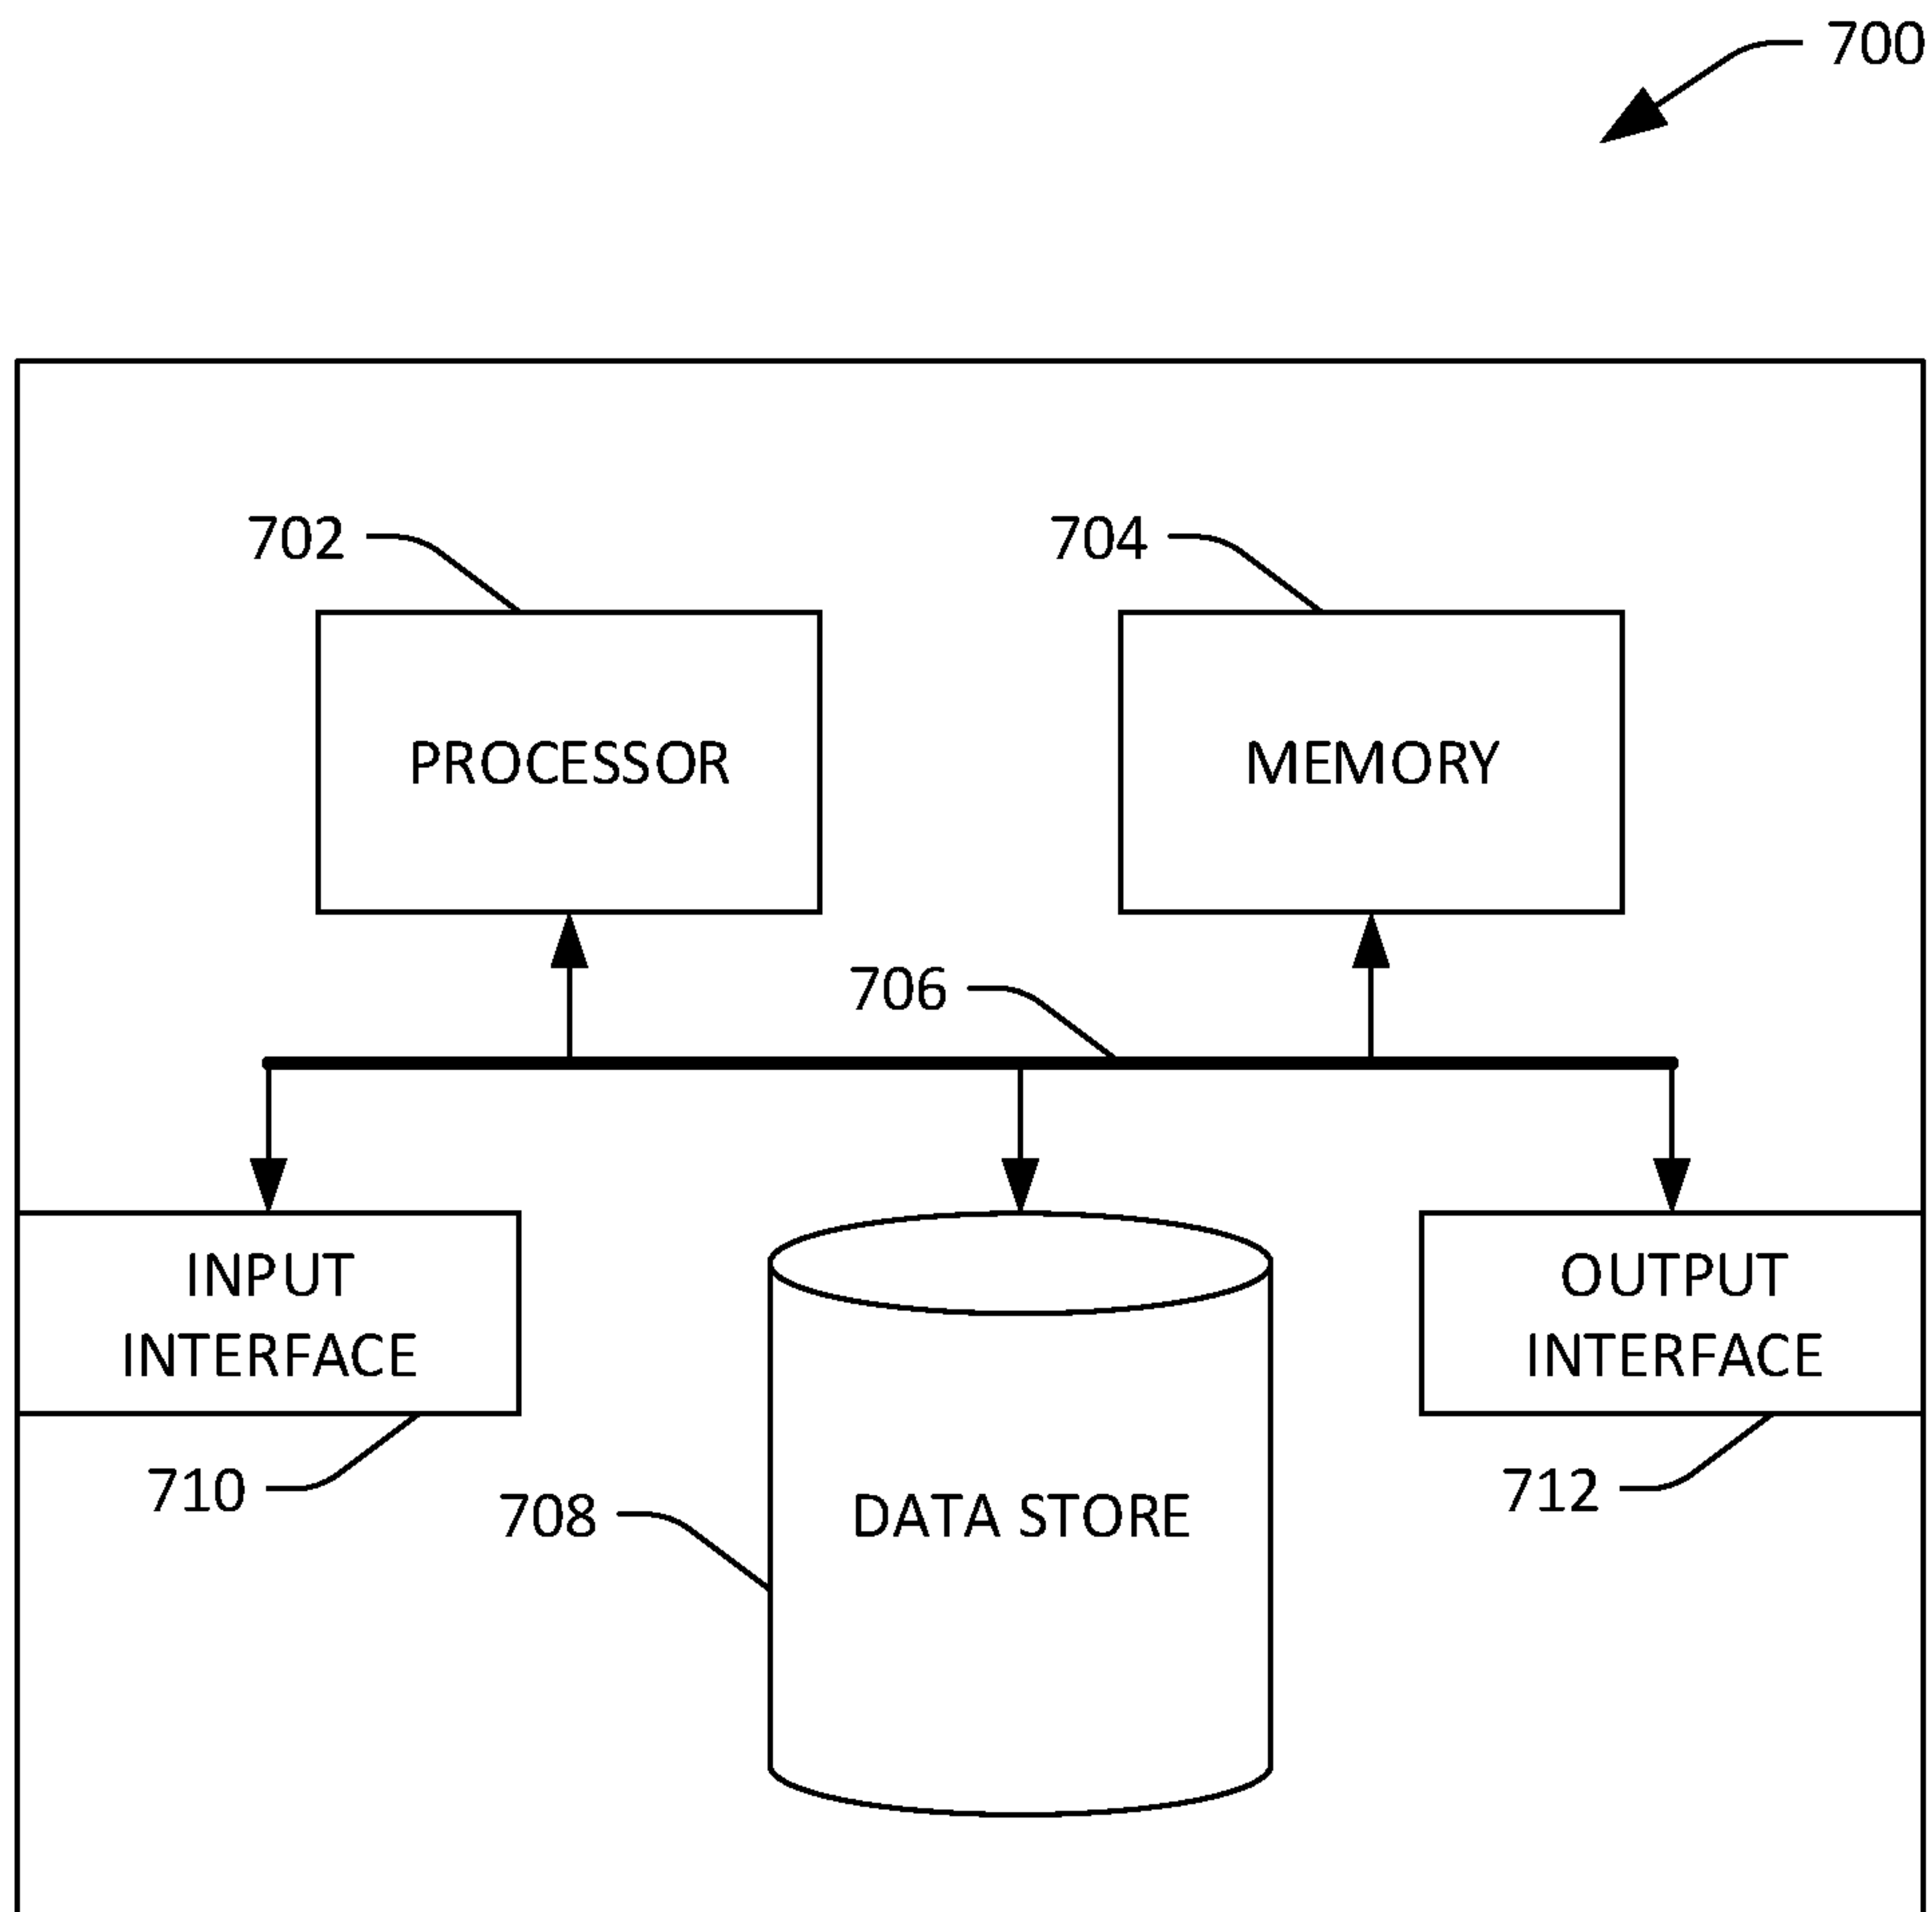 700
702
704
PROCESSOR
MEMORY
706
INPUT
INTERFACE
OUTPUT
INTERFACE
710
708
DATA STORE
712